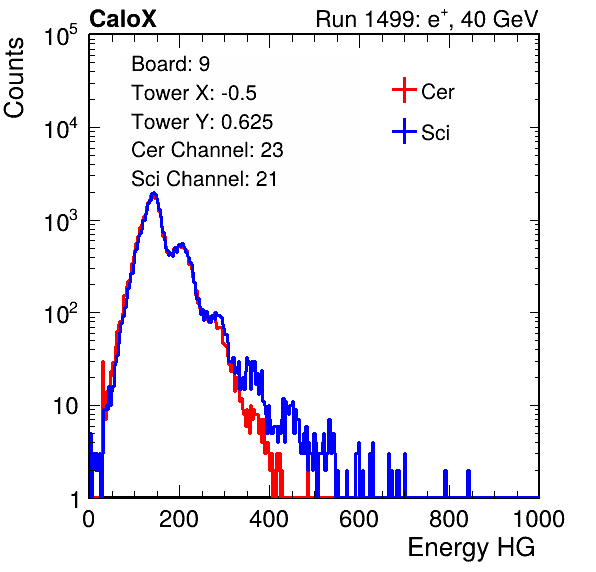 CaloX
Run 1499: e⁺, 40 GeV
Counts
10⁵
10⁴
10³
10²
10
1
Board: 9
Tower X: -0.5
Tower Y: 0.625
Cer Channel: 23
Sci Channel: 21
Cer
Sci
0 200 400 600 800 1000
Energy HG